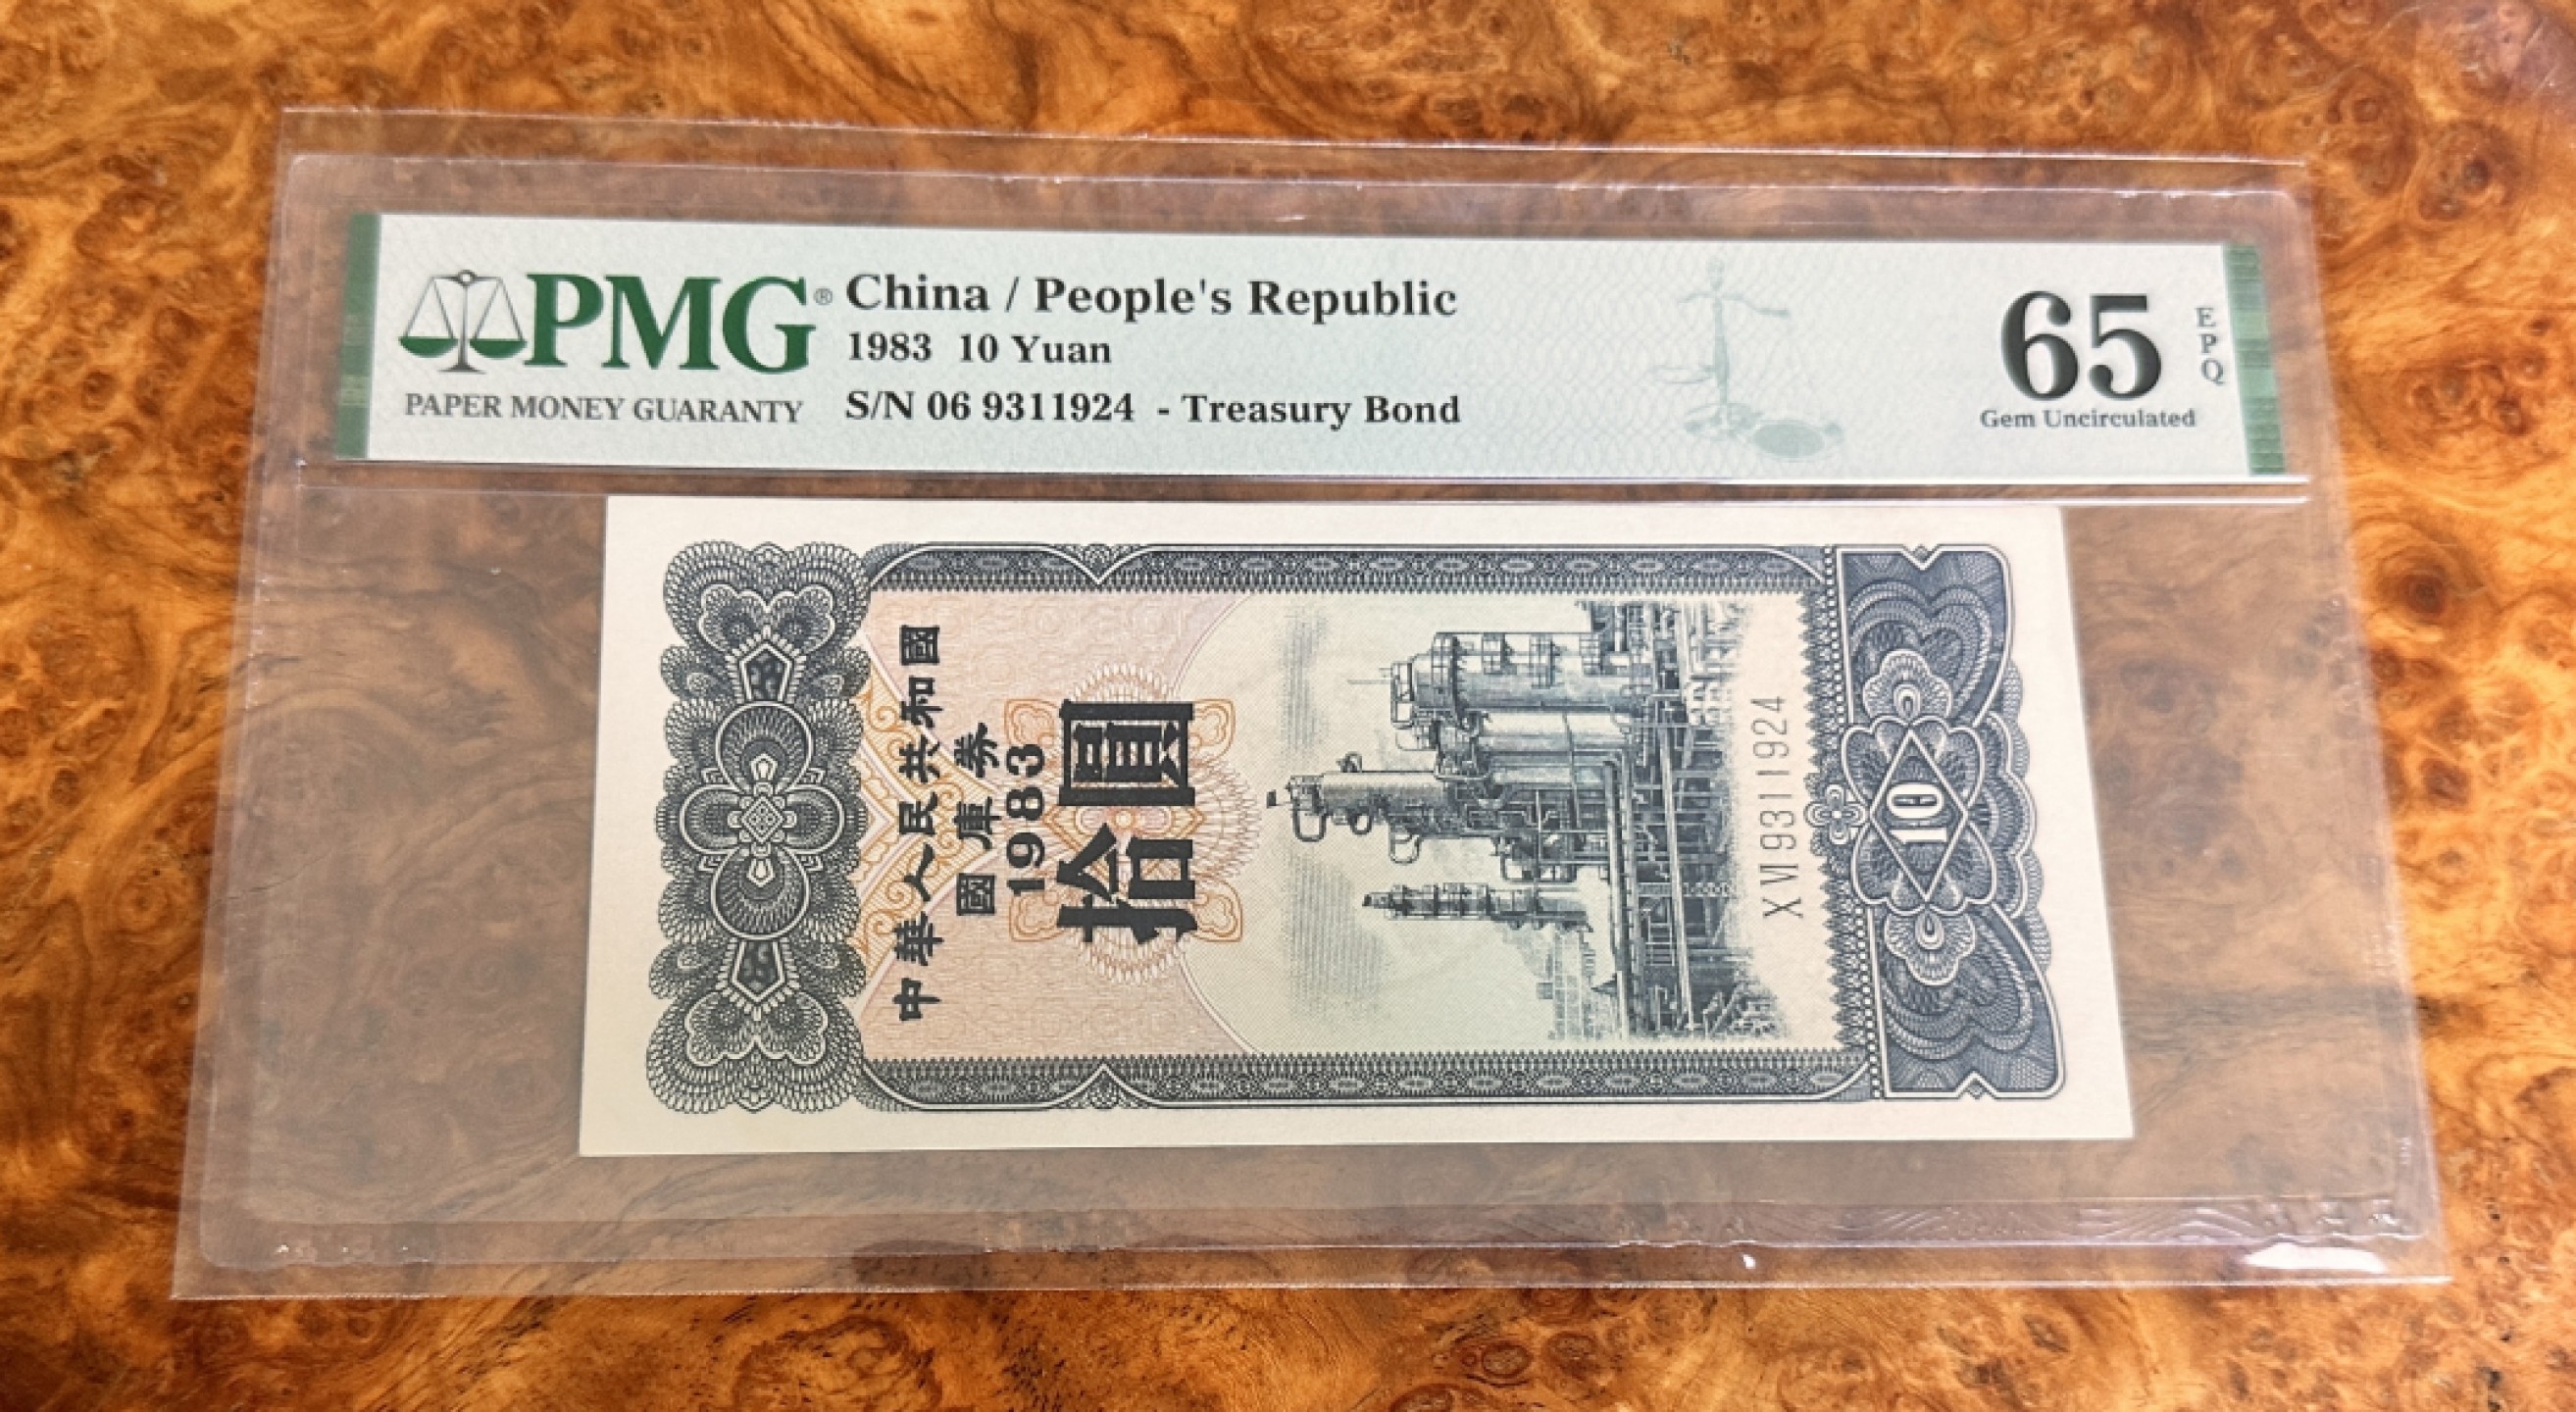 PMG®
PAPER MONEY GUARANTY
China / People's Republic
1983 10 Yuan
S/N 06 9311924 - Treasury Bond
65
EPQ
Gem Uncirculated
中華人民共和國
國庫券
1983
拾圓
X VI 9311924
10